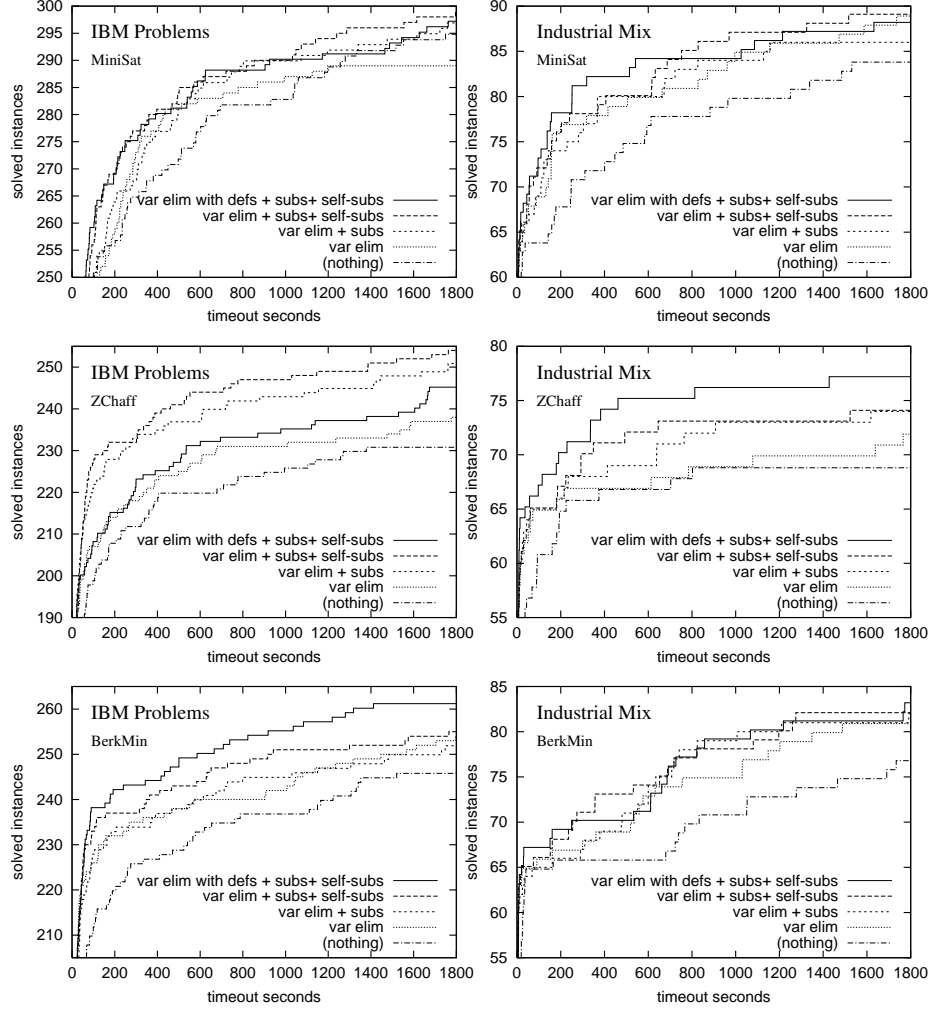 300
295
290
285
280
275
270
265
260
255
250
solved instances
IBM Problems
MiniSat
var elim with defs + subs+ self-subs
var elim + subs+ self-subs
var elim + subs
var elim
(nothing)
0 200 400 600 800 1000 1200 1400 1600 1800
timeout seconds
90
85
80
75
70
65
60
solved instances
Industrial Mix
MiniSat
var elim with defs + subs+ self-subs
var elim + subs+ self-subs
var elim + subs
var elim
(nothing)
0 200 400 600 800 1000 1200 1400 1600 1800
timeout seconds
250
240
230
220
210
200
190
solved instances
IBM Problems
ZChaff
var elim with defs + subs+ self-subs
var elim + subs+ self-subs
var elim + subs
var elim
(nothing)
0 200 400 600 800 1000 1200 1400 1600 1800
timeout seconds
80
75
70
65
60
55
solved instances
Industrial Mix
ZChaff
var elim with defs + subs+ self-subs
var elim + subs+ self-subs
var elim + subs
var elim
(nothing)
0 200 400 600 800 1000 1200 1400 1600 1800
timeout seconds
260
250
240
230
220
210
solved instances
IBM Problems
BerkMin
var elim with defs + subs+ self-subs
var elim + subs+ self-subs
var elim + subs
var elim
(nothing)
0 200 400 600 800 1000 1200 1400 1600 1800
timeout seconds
85
80
75
70
65
60
55
solved instances
Industrial Mix
BerkMin
var elim with defs + subs+ self-subs
var elim + subs+ self-subs
var elim + subs
var elim
(nothing)
0 200 400 600 800 1000 1200 1400 1600 1800
timeout seconds